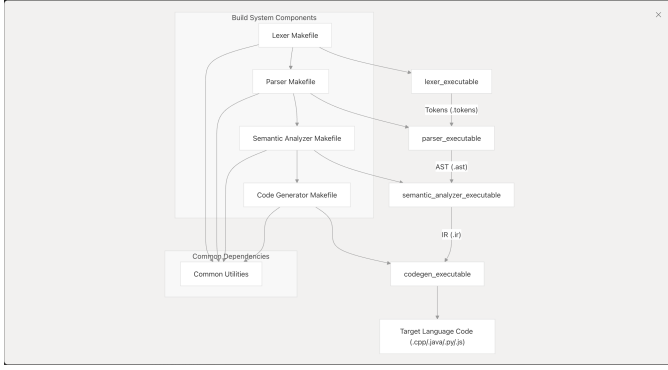 Build System Components
Lexer Makefile
Parser Makefile
lexer_executable
Tokens (.tokens)
Semantic Analyzer Makefile
parser_executable
AST (.ast)
Code Generator Makefile
semantic_analyzer_executable
IR (.ir)
Common Dependencies
Common Utilities
codegen_executable
Target Language Code
(.cpp/.java/.py/.js)